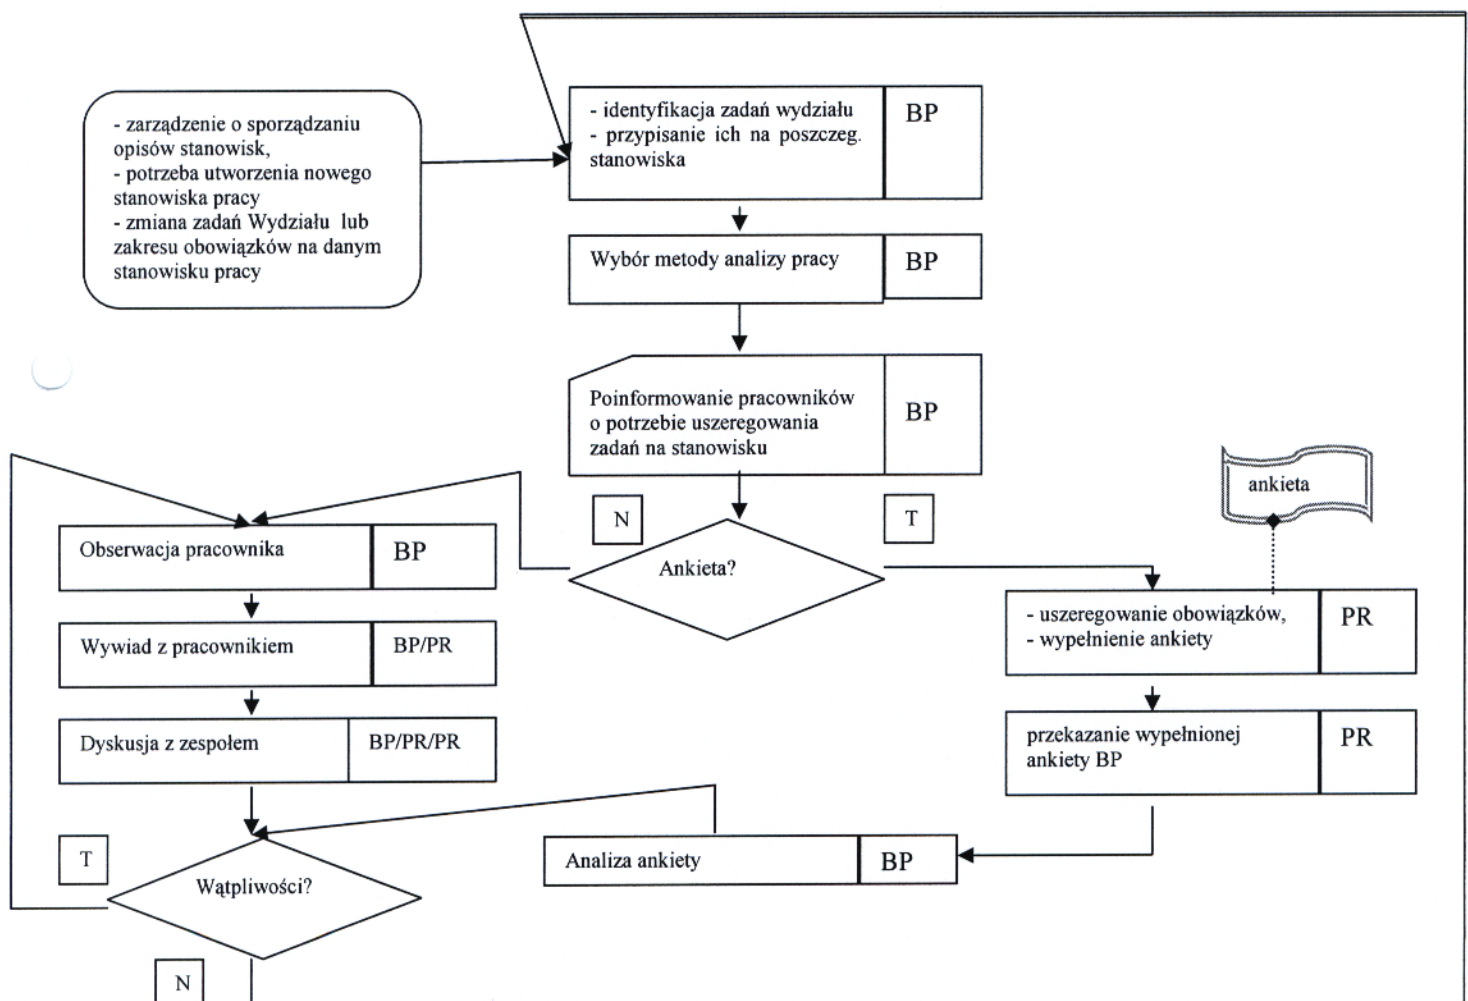 - zarządzenie o sporządzaniu
opisów stanowisk,
- potrzeba utworzenia nowego
stanowiska pracy
- zmiana zadań Wydziału lub
zakresu obowiązków na danym
stanowisku pracy
- identyfikacja zadań wydziału
- przypisanie ich na poszczeg.
stanowiska
BP
Wybór metody analizy pracy
BP
Poinformowanie pracowników
o potrzebie uszeregowania
zadań na stanowisku
BP
ankieta
N
T
Ankieta?
Obserwacja pracownika
BP
Wywiad z pracownikiem
BP/PR
Dyskusja z zespołem
BP/PR/PR
- uszeregowanie obowiązków,
- wypełnienie ankiety
PR
przekazanie wypełnionej
ankiety BP
PR
Analiza ankiety
BP
T
Wątpliwości?
N